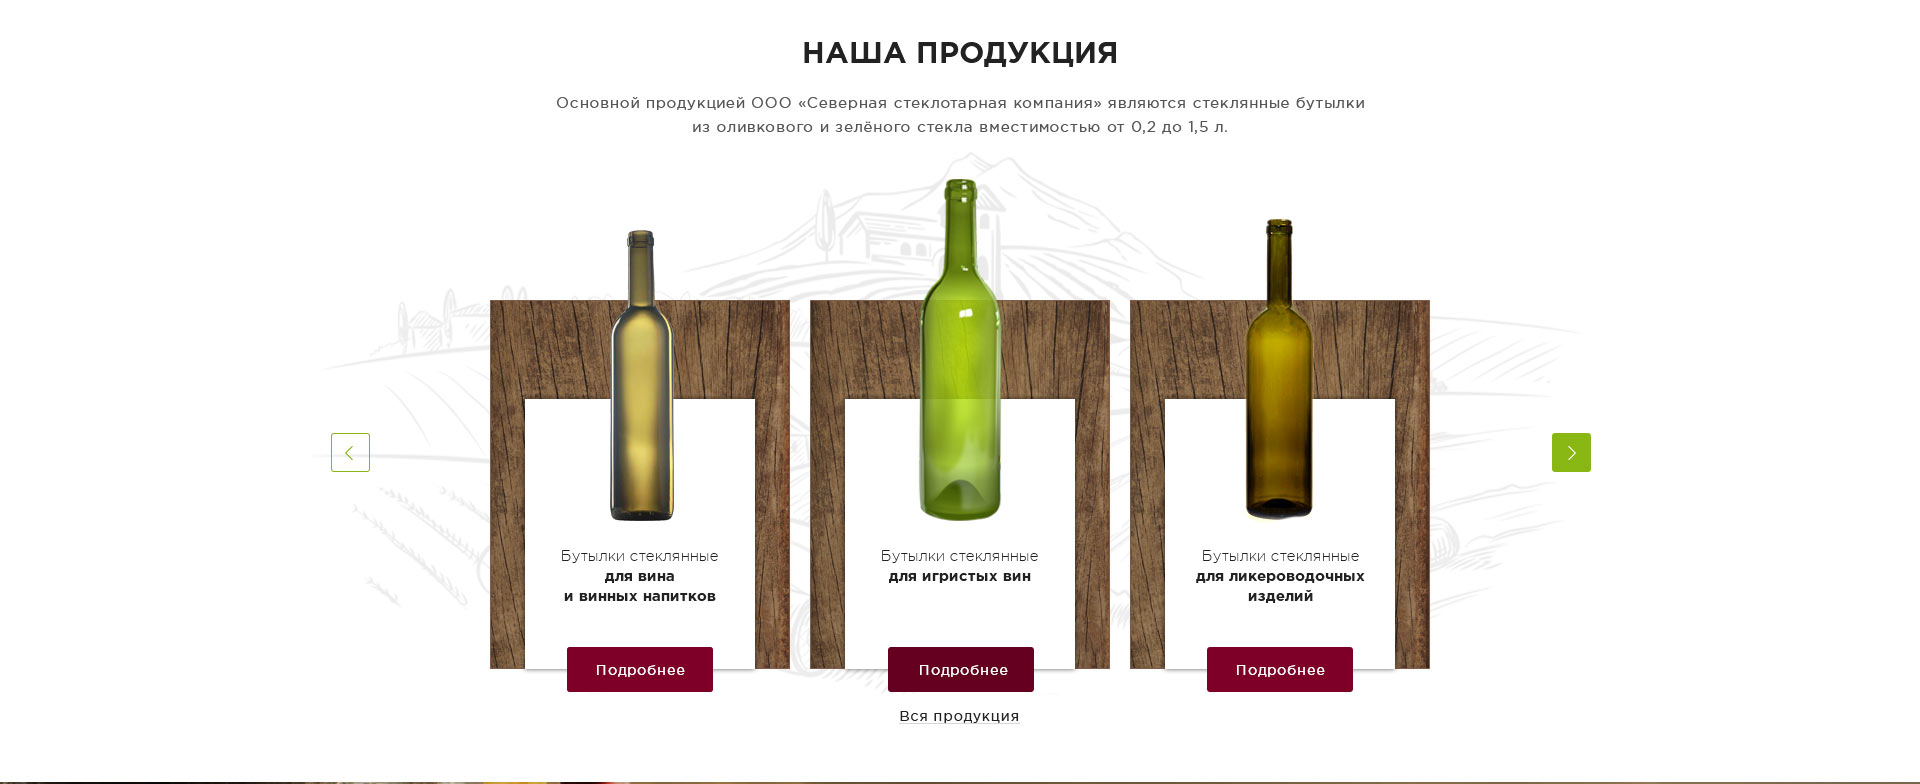 НАША ПРОДУКЦИЯ
Основной продукцией ООО «Северная стеклотарная компания» являются стеклянные бутылки
из оливкового и зелёного стекла вместимостью от 0,2 до 1,5 л.
Бутылки стеклянные
для вина
и винных напитков
Подробнее
Бутылки стеклянные
для игристых вин
Подробнее
Бутылки стеклянные
для ликероводочных
изделий
Подробнее
Вся продукция